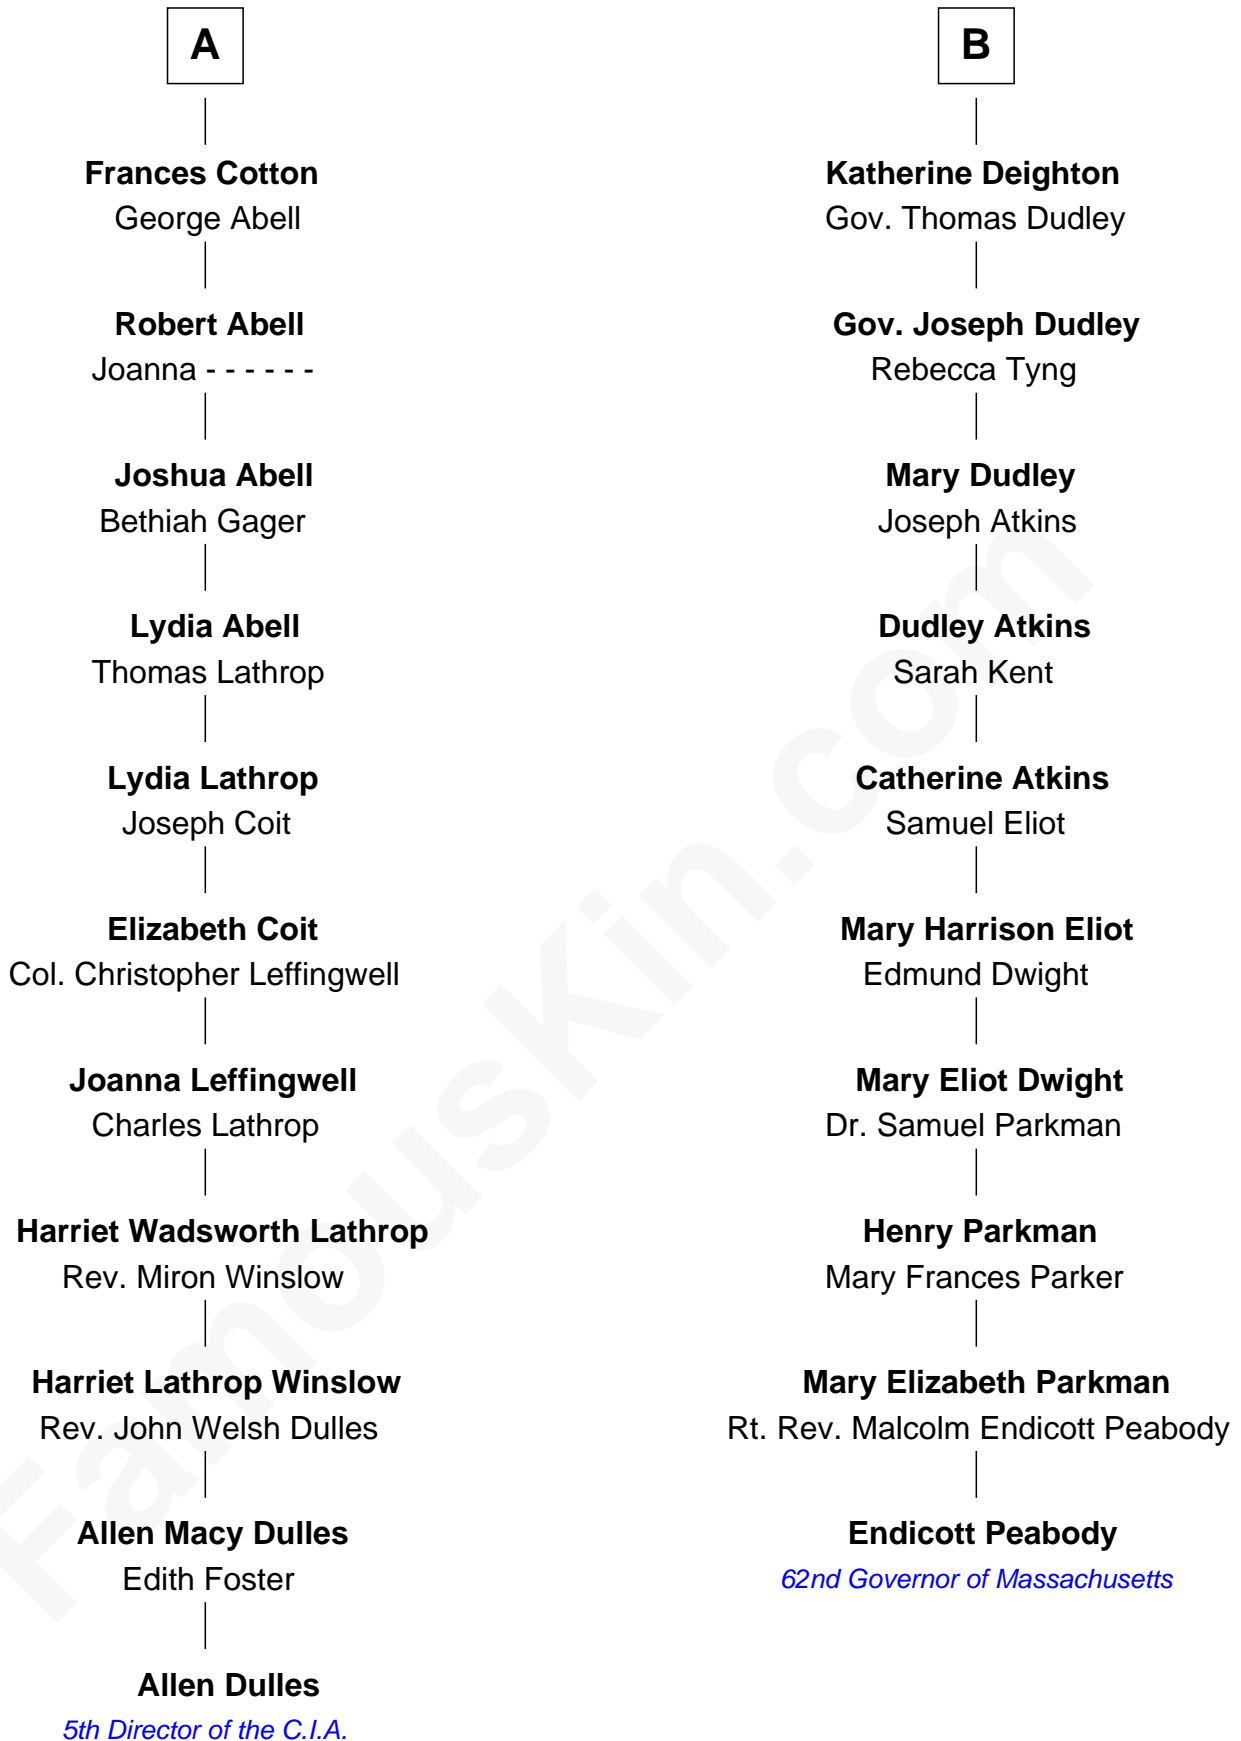 A
Frances Cotton
George Abell
Robert Abell
Joanna - - - - - -
Joshua Abell
Bethiah Gager
Lydia Abell
Thomas Lathrop
Lydia Lathrop
Joseph Coit
Elizabeth Coit
Col. Christopher Leffingwell
Joanna Leffingwell
Charles Lathrop
Harriet Wadsworth Lathrop
Rev. Miron Winslow
Harriet Lathrop Winslow
Rev. John Welsh Dulles
Allen Macy Dulles
Edith Foster
Allen Dulles
5th Director of the C.I.A.
B
Katherine Deighton
Gov. Thomas Dudley
Gov. Joseph Dudley
Rebecca Tyng
Mary Dudley
Joseph Atkins
Dudley Atkins
Sarah Kent
Catherine Atkins
Samuel Eliot
Mary Harrison Eliot
Edmund Dwight
Mary Eliot Dwight
Dr. Samuel Parkman
Henry Parkman
Mary Frances Parker
Mary Elizabeth Parkman
Rt. Rev. Malcolm Endicott Peabody
Endicott Peabody
62nd Governor of Massachusetts
FamousKin.com